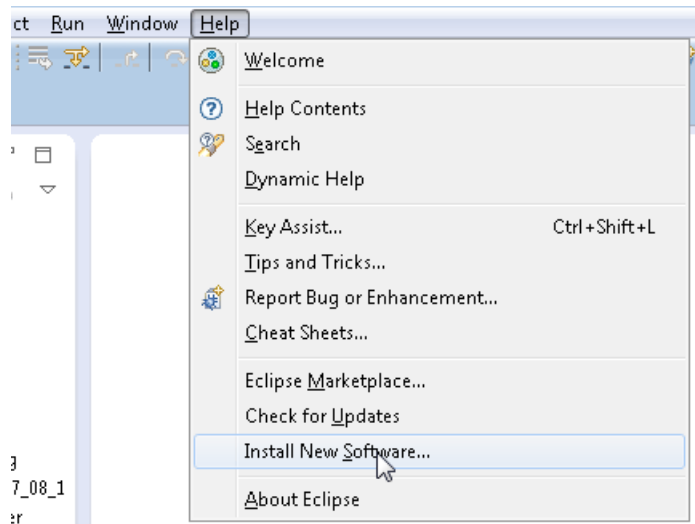 ct Run Window Help
Welcome
Help Contents
Search
Dynamic Help
Key Assist... Ctrl+Shift+L
Tips and Tricks...
Report Bug or Enhancement...
Cheat Sheets...
Eclipse Marketplace...
Check for Updates
Install New Software...
g
7_08_1
About Eclipse
er